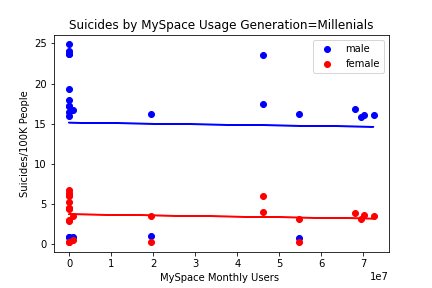 Suicides by MySpace Usage Generation=Millenials
male
female
Suicides/100K People
25
20
15
10
5
0
0
1
2
3
4
5
6
7
1e7
MySpace Monthly Users